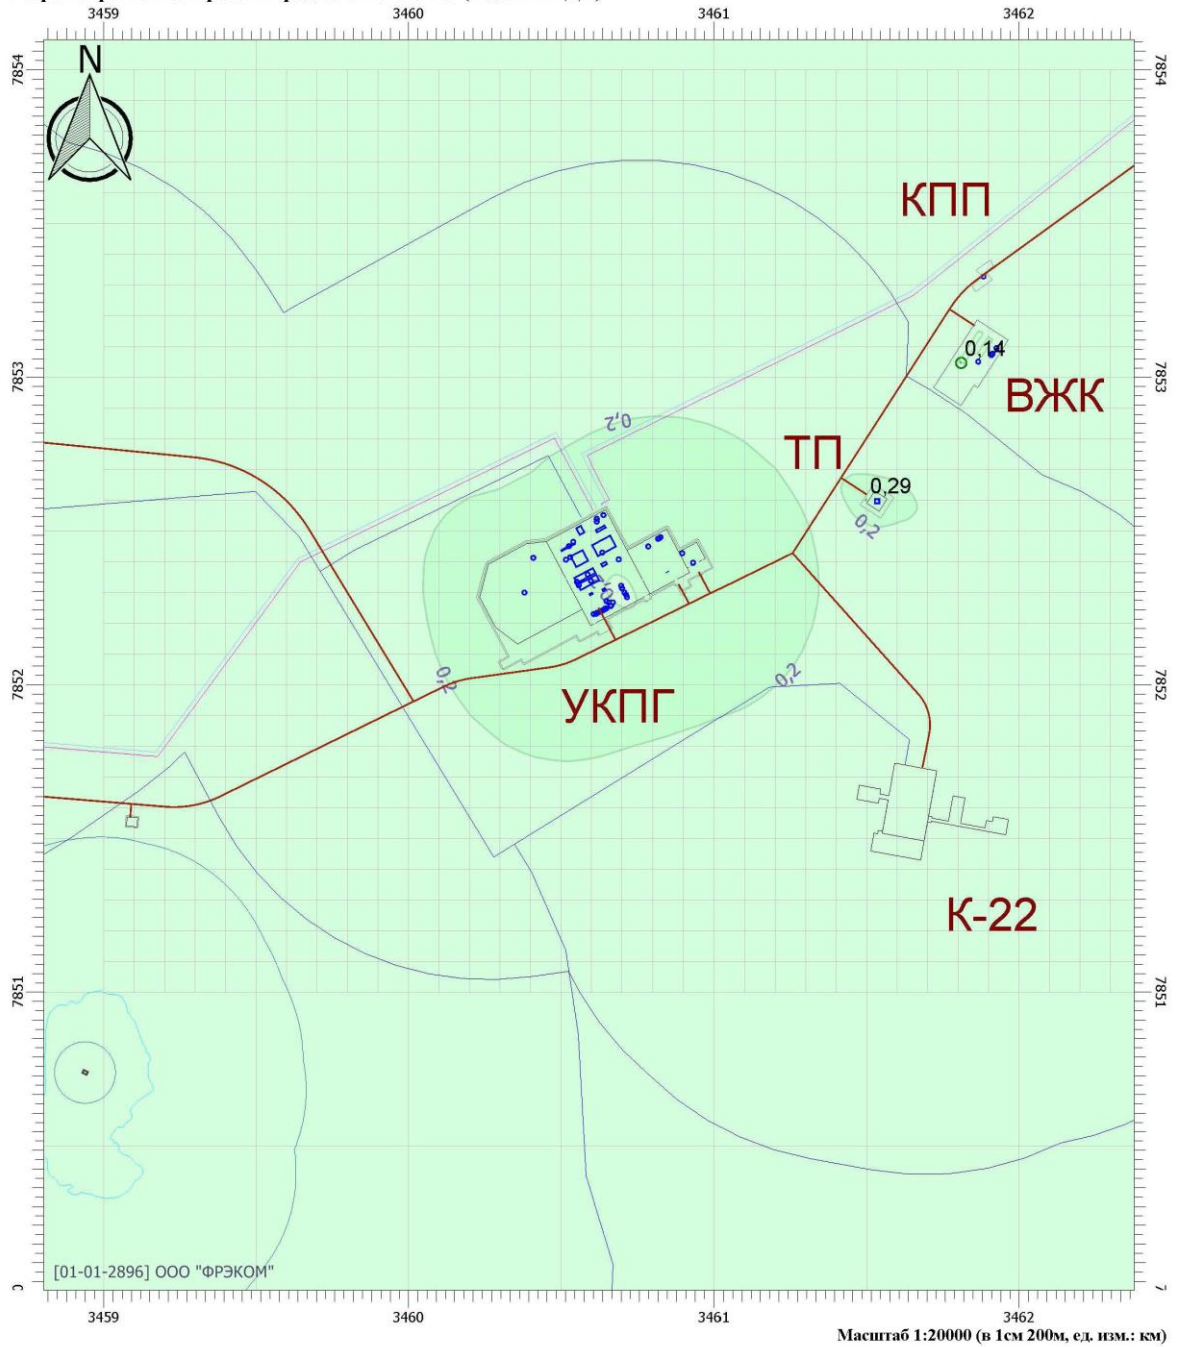 3459 3460 3461 3462
7854 7854
N
КПП
0,14
7853 7853
ВЖК
0,2
ТП
0,29
0,2
0,2
7852 7852
0,2
УКПГ
К-22
7851 7851
[01-01-2896] ООО "ФРЭКОМ"
3459 3460 3461 3462
Масштаб 1:20000 (в 1см 200м, ед. изм.: км)